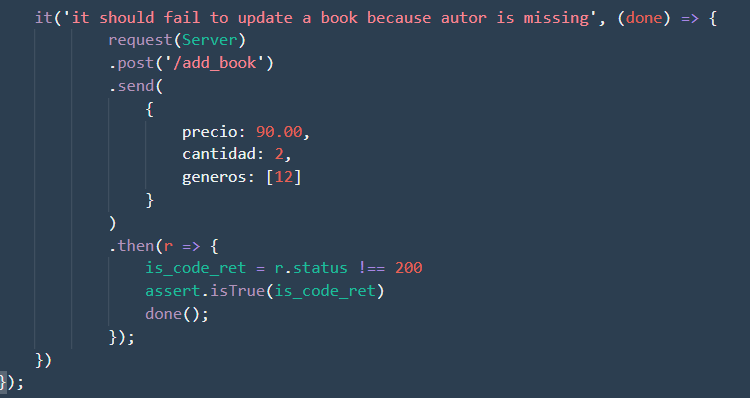 it('it should fail to update a book because autor is missing', (done) => {
request(Server)
.post('/add_book')
.send(
{
precio: 90.00,
cantidad: 2,
generos: [12]
}
)
.then(r => {
is_code_ret = r.status !== 200
assert.isTrue(is_code_ret)
done();
});
})
});